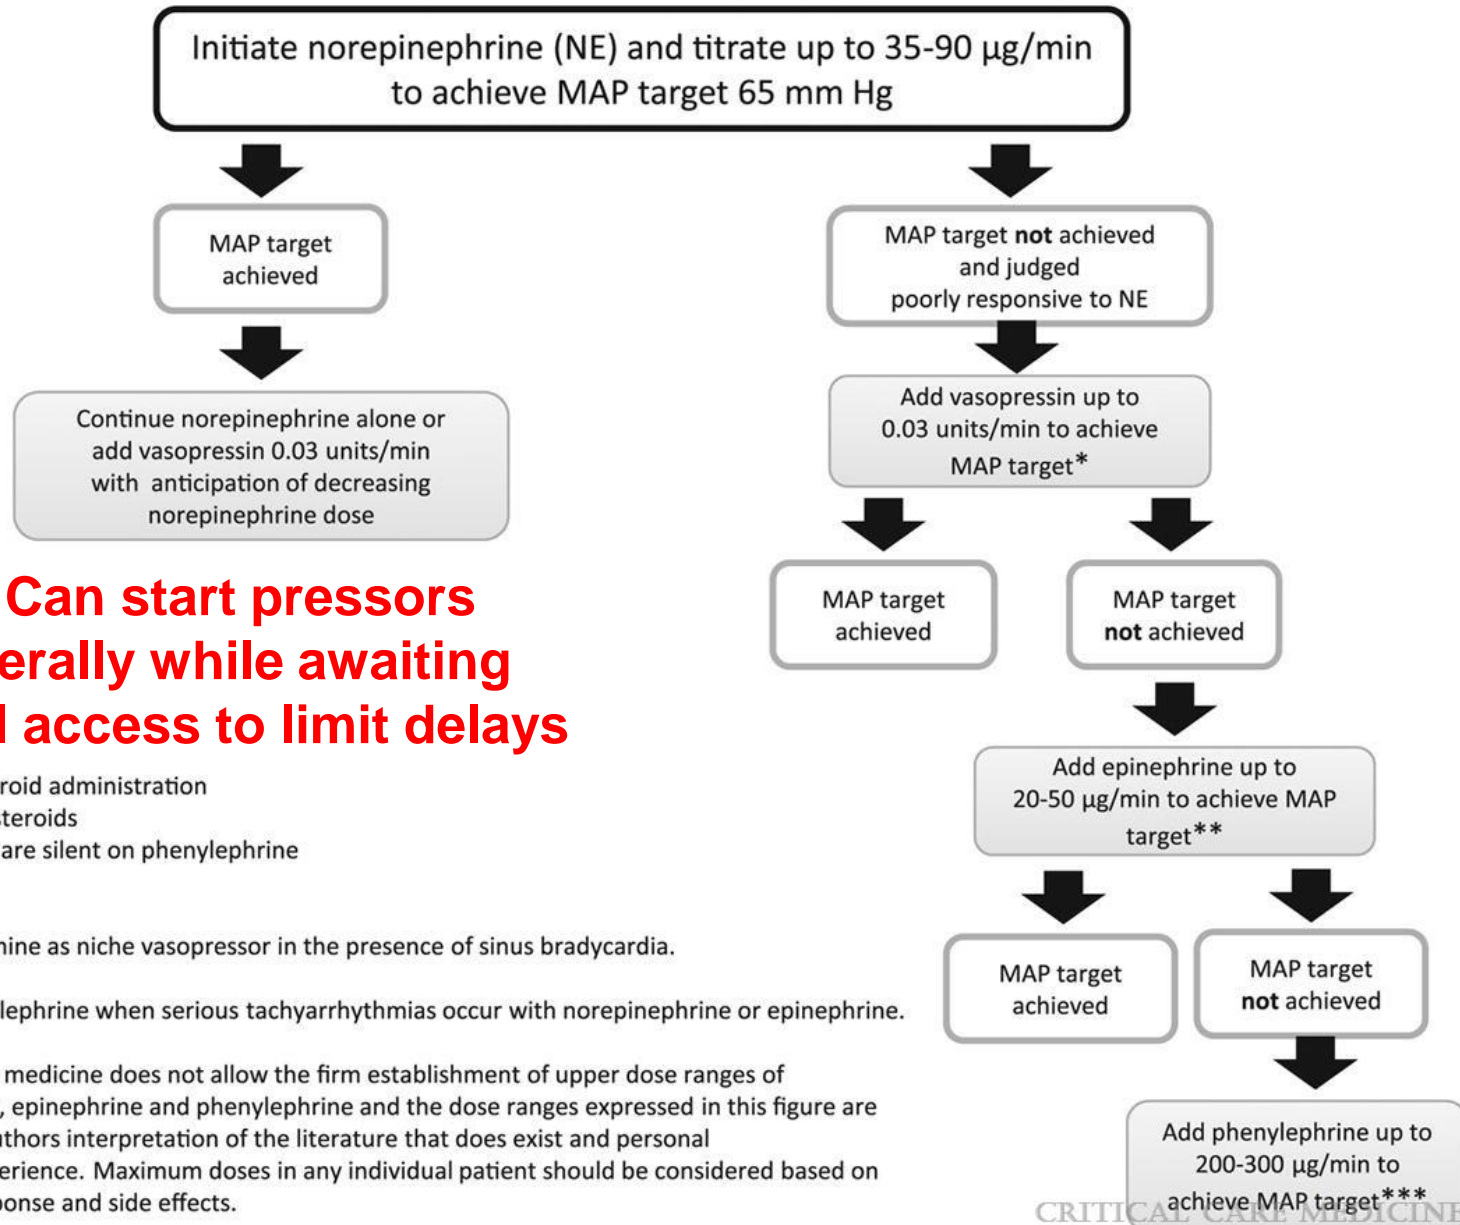 Initiate norepinephrine (NE) and titrate up to 35-90 µg/min
to achieve MAP target 65 mm Hg
MAP target
achieved
MAP target not achieved
and judged
poorly responsive to NE
Continue norepinephrine alone or
add vasopressin 0.03 units/min
with anticipation of decreasing
norepinephrine dose
Add vasopressin up to
0.03 units/min to achieve
MAP target*
MAP target
achieved
MAP target
not achieved
Can start pressors
erally while awaiting
access to limit delays
Add epinephrine up to
20-50 µg/min to achieve MAP
target**
roid administration
teroids
are silent on phenylephrine
MAP target
achieved
MAP target
not achieved
nine as niche vasopressor in the presence of sinus bradycardia.
lephrine when serious tachyarrhythmias occur with norepinephrine or epinephrine.
medicine does not allow the firm establishment of upper dose ranges of
, epinephrine and phenylephrine and the dose ranges expressed in this figure are
uthors interpretation of the literature that does exist and personal
erience. Maximum doses in any individual patient should be considered based on
ponse and side effects.
Add phenylephrine up to
200-300 µg/min to
achieve MAP target***
CRITICAL CARE MEDICINE